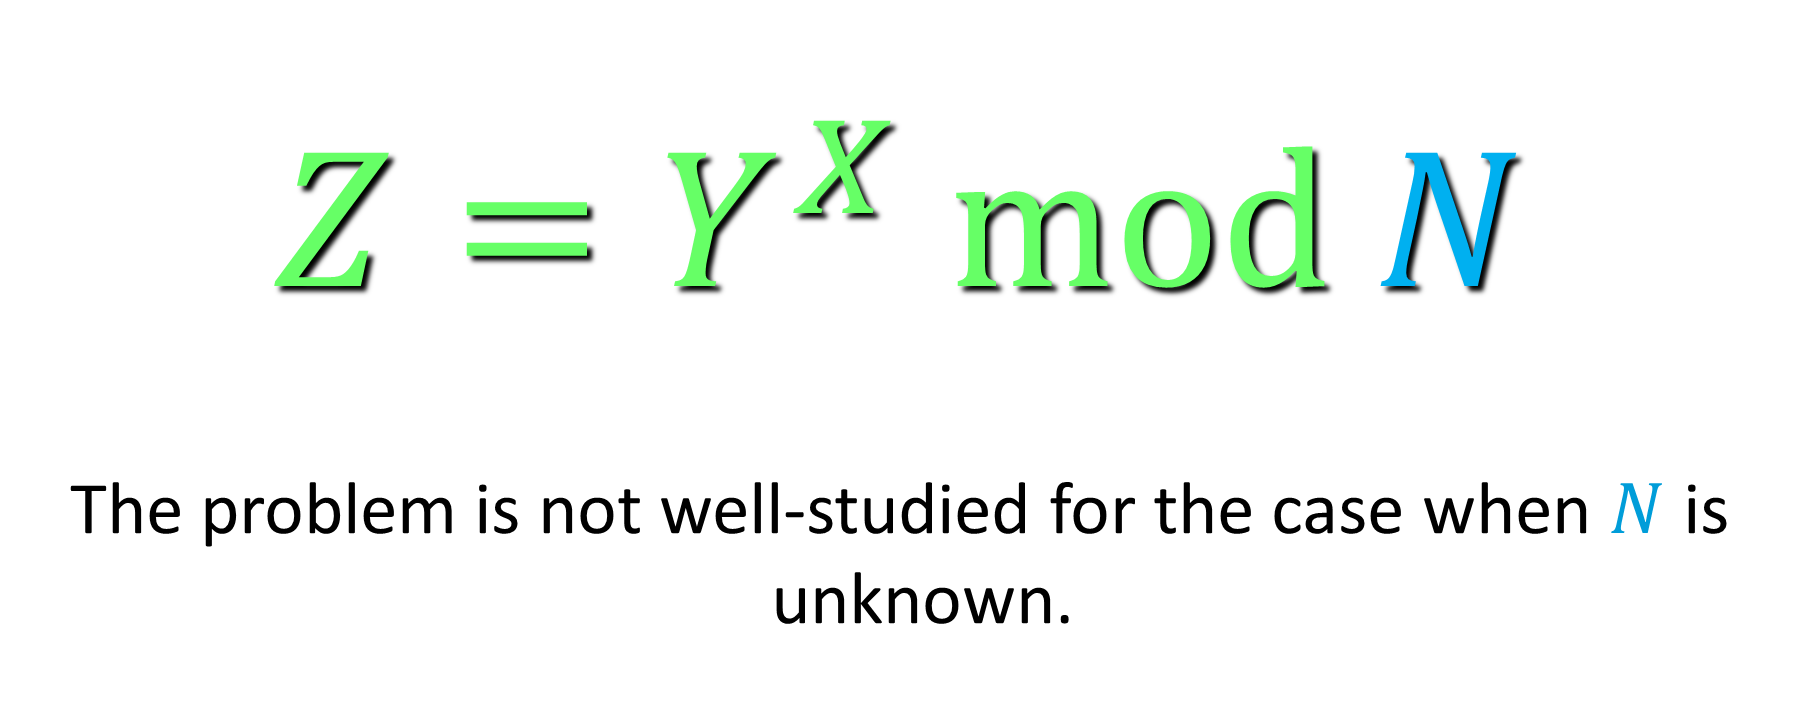 Z = Y^X mod N
The problem is not well-studied for the case when N is
unknown.